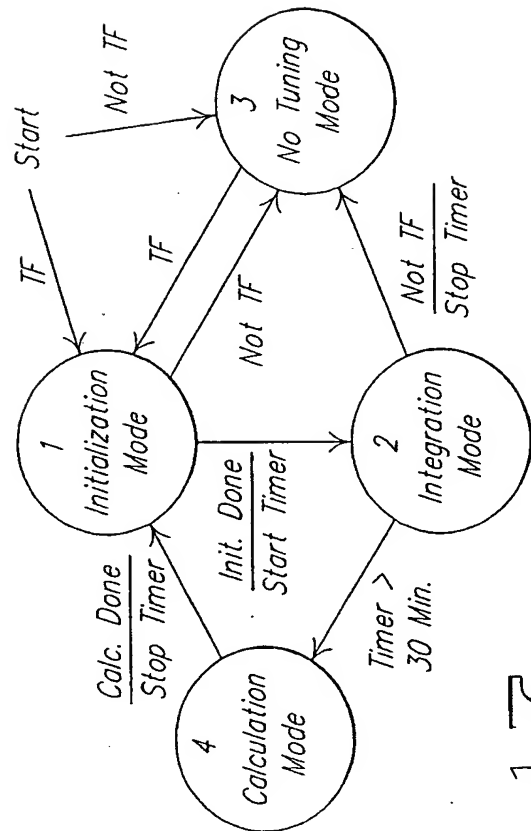 Start
TF
Not TF
1
Initialization
Mode
TF
Not TF
3
No Tuning
Mode
Calc. Done
Stop Timer
Init. Done
Start Timer
Not TF
Stop Timer
4
Calculation
Mode
Timer >
30 Min.
2
Integration
Mode